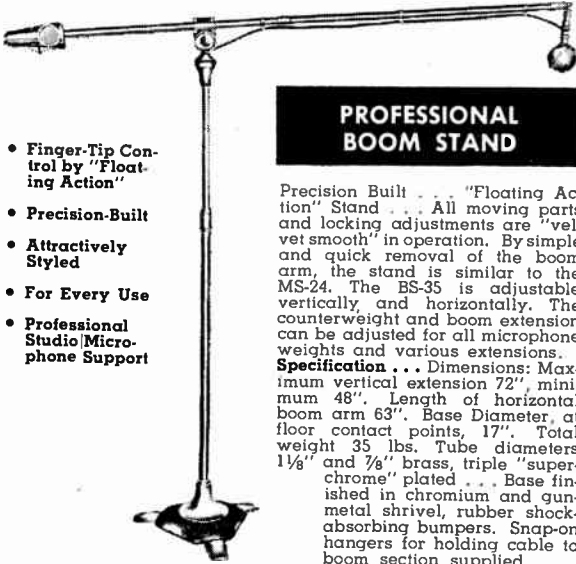 • Finger-Tip Con-
trol by "Float-
ing Action"
• Precision-Built
• Attractively
Styled
• For Every Use
• Professional
Studio|Micro-
phone Support
PROFESSIONAL
BOOM STAND
Precision Built . . . "Floating Ac
tion" Stand . . . All moving parts
and locking adjustments are "vel
vet smooth" in operation. By simple
and quick removal of the boom
arm, the stand is similar to the
MS-24. The BS-35 is adjustable
vertically and horizontally. The
counterweight and boom extension
can be adjusted for all microphone
weights and various extensions.
Specification . . . Dimensions: Max-
imum vertical extension 72", mini
mum 48". Length of horizontal
boom arm 63". Base Diameter, at
floor contact points, 17". Total
weight 35 lbs. Tube diameters
1⅛" and ⅞" brass, triple "super-
chrome" plated . . . Base fin-
ished in chromium and gun-
metal shrivel, rubber shock-
absorbing bumpers. Snap-on
hangers for holding cable to
boom section supplied